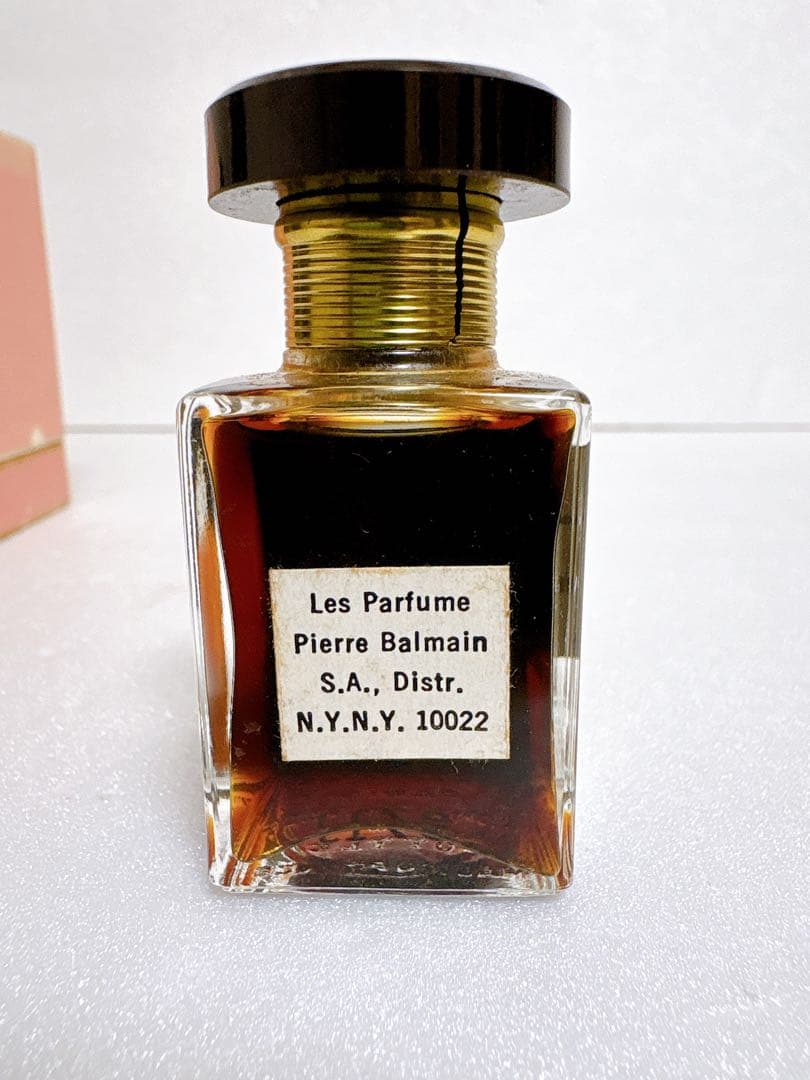 Les Parfume
Pierre Balmain
S.A., Distr.
N.Y.N.Y. 10022